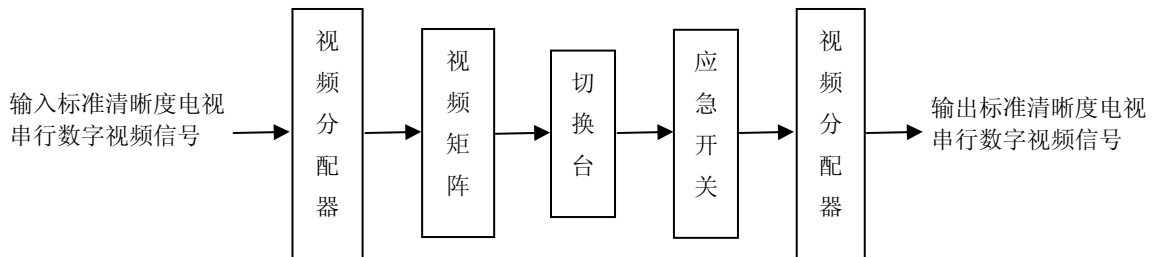 输入标准清晰度电视
串行数字视频信号
视频分配器
视频矩阵
切换台
应急开关
视频分配器
输出标准清晰度电视
串行数字视频信号